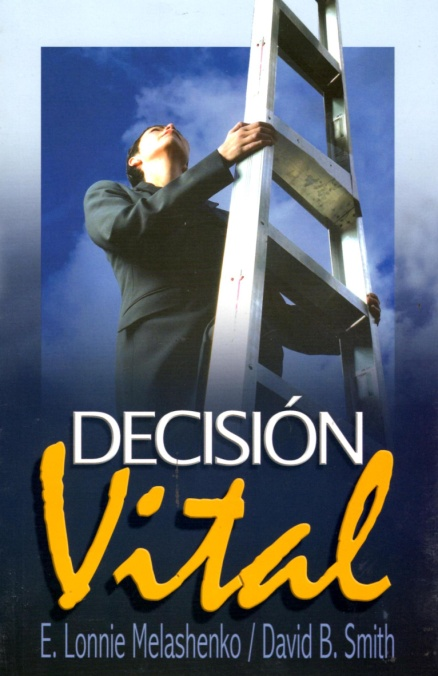 DECISIÓN
Vital
E. Lonnie Melashenko / David B. Smith